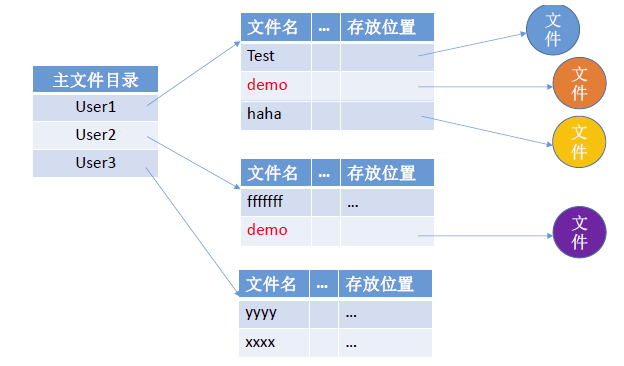 主文件目录
User1
User2
User3
文件名 ... 存放位置
Test
demo
haha
文件名 ... 存放位置
fffffff ...
demo
文件名 ... 存放位置
yyyy ...
xxxx ...
文
件
文
件
文
件
文
件